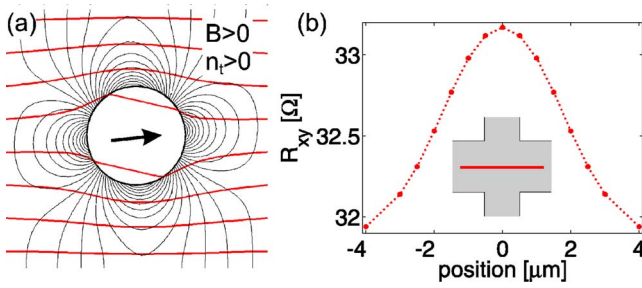 (a)
B>0
n_t>0
(b)
R_xy [Ω]
33
32.5
32
-4
-2
0
2
4
position [μm]